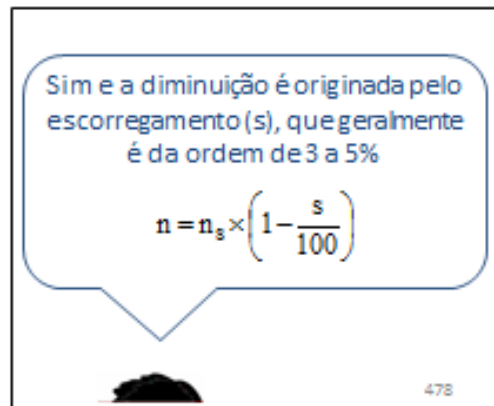 Sim e a diminuição é originada pelo
escorregamento (s), que geralmente
é da ordem de 3 a 5%
n = nₛ × (1 − s/100)
478